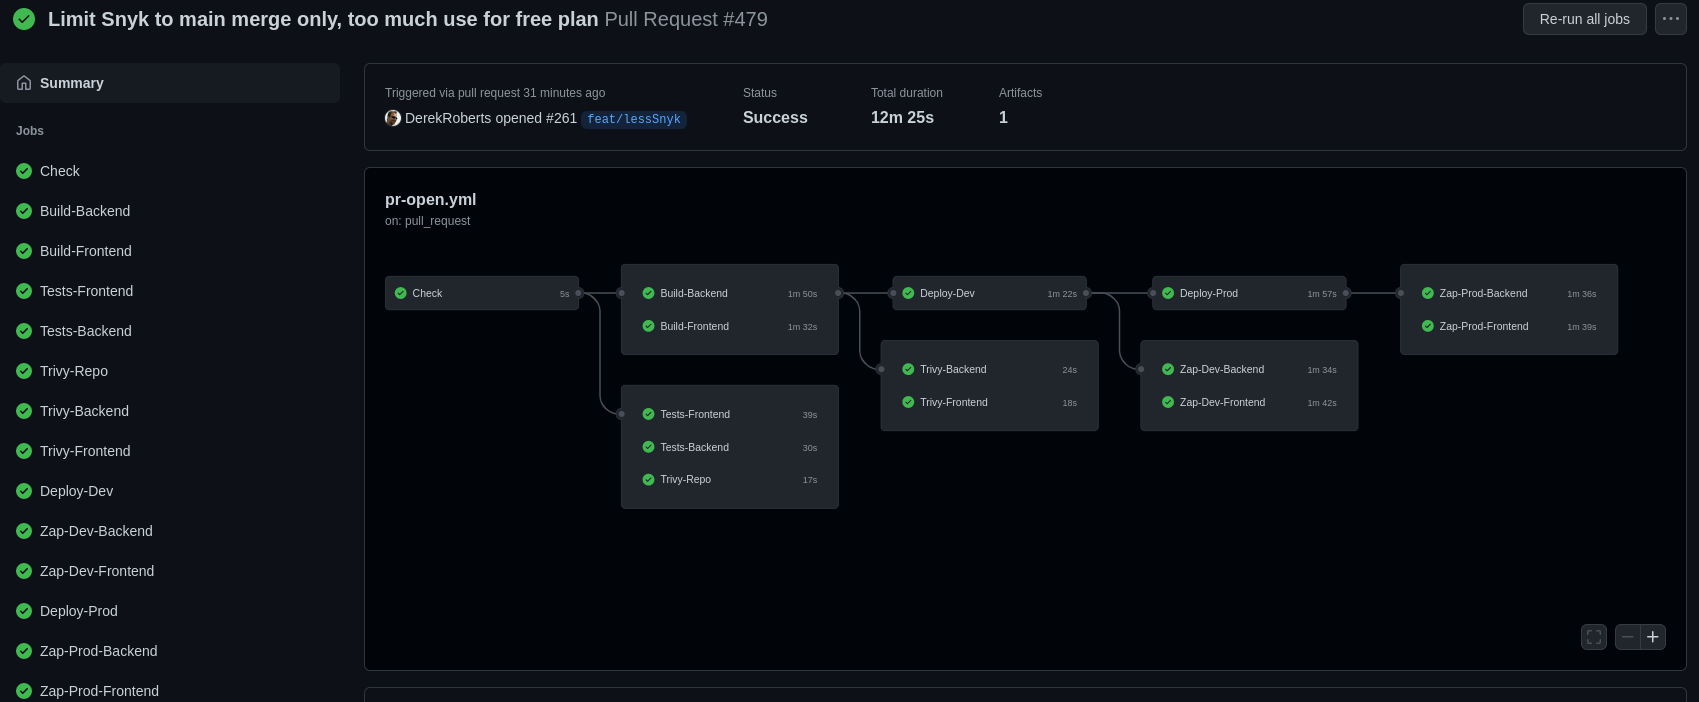 Limit Snyk to main merge only, too much use for free plan Pull Request #479
Re-run all jobs
Summary
Jobs
Check
Build-Backend
Build-Frontend
Tests-Frontend
Tests-Backend
Trivy-Repo
Trivy-Backend
Trivy-Frontend
Deploy-Dev
Zap-Dev-Backend
Zap-Dev-Frontend
Deploy-Prod
Zap-Prod-Backend
Zap-Prod-Frontend
Triggered via pull request 31 minutes ago
DerekRoberts opened #261 feat/lessSnyk
Status
Success
Total duration
12m 25s
Artifacts
1
pr-open.yml
on: pull_request
Check 5s
Build-Backend 1m 50s
Build-Frontend 1m 32s
Tests-Frontend 39s
Tests-Backend 30s
Trivy-Repo 17s
Deploy-Dev 1m 22s
Trivy-Backend 24s
Trivy-Frontend 18s
Deploy-Prod 1m 57s
Zap-Dev-Backend 1m 34s
Zap-Dev-Frontend 1m 42s
Zap-Prod-Backend 1m 36s
Zap-Prod-Frontend 1m 39s